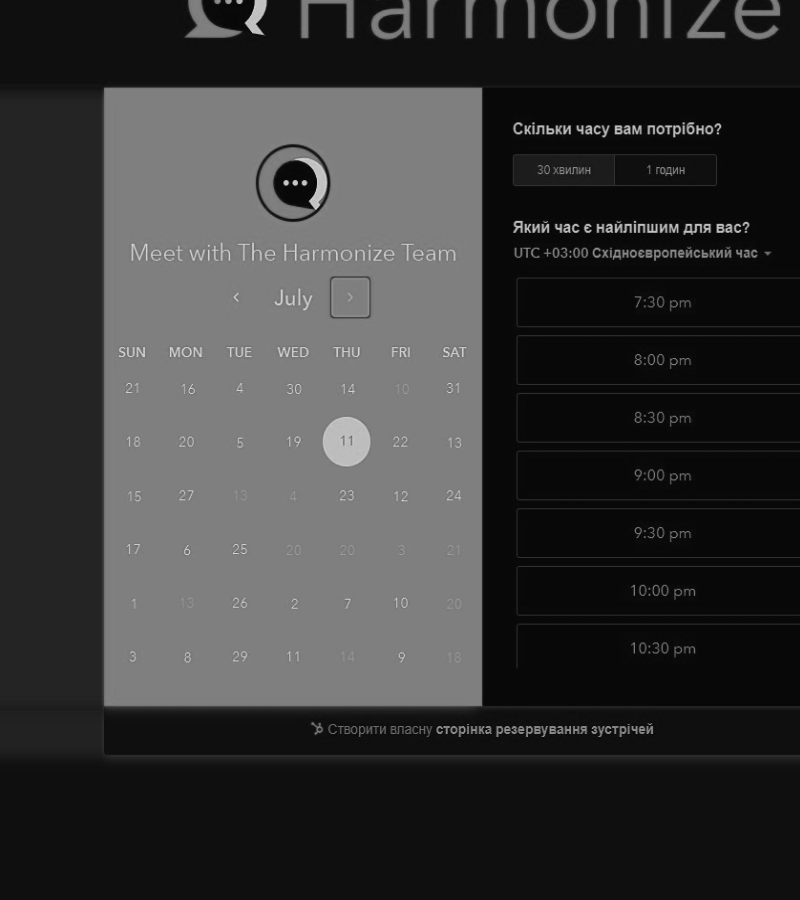 Harmonize
Meet with The Harmonize Team
July
SUN MON TUE WED THU FRI SAT
21 16 4 30 14 10 31
18 20 5 19 11 22 13
15 27 13 4 23 12 24
17 6 25 20 20 3 21
1 13 26 2 7 10 20
3 8 29 11 14 9 18
Скільки часу вам потрібно?
30 хвилин 1 годин
Який час є найліпшим для вас?
UTC +03:00 Східноєвропейський час
7:30 pm
8:00 pm
8:30 pm
9:00 pm
9:30 pm
10:00 pm
10:30 pm
Створити власну сторінка резервування зустрічей